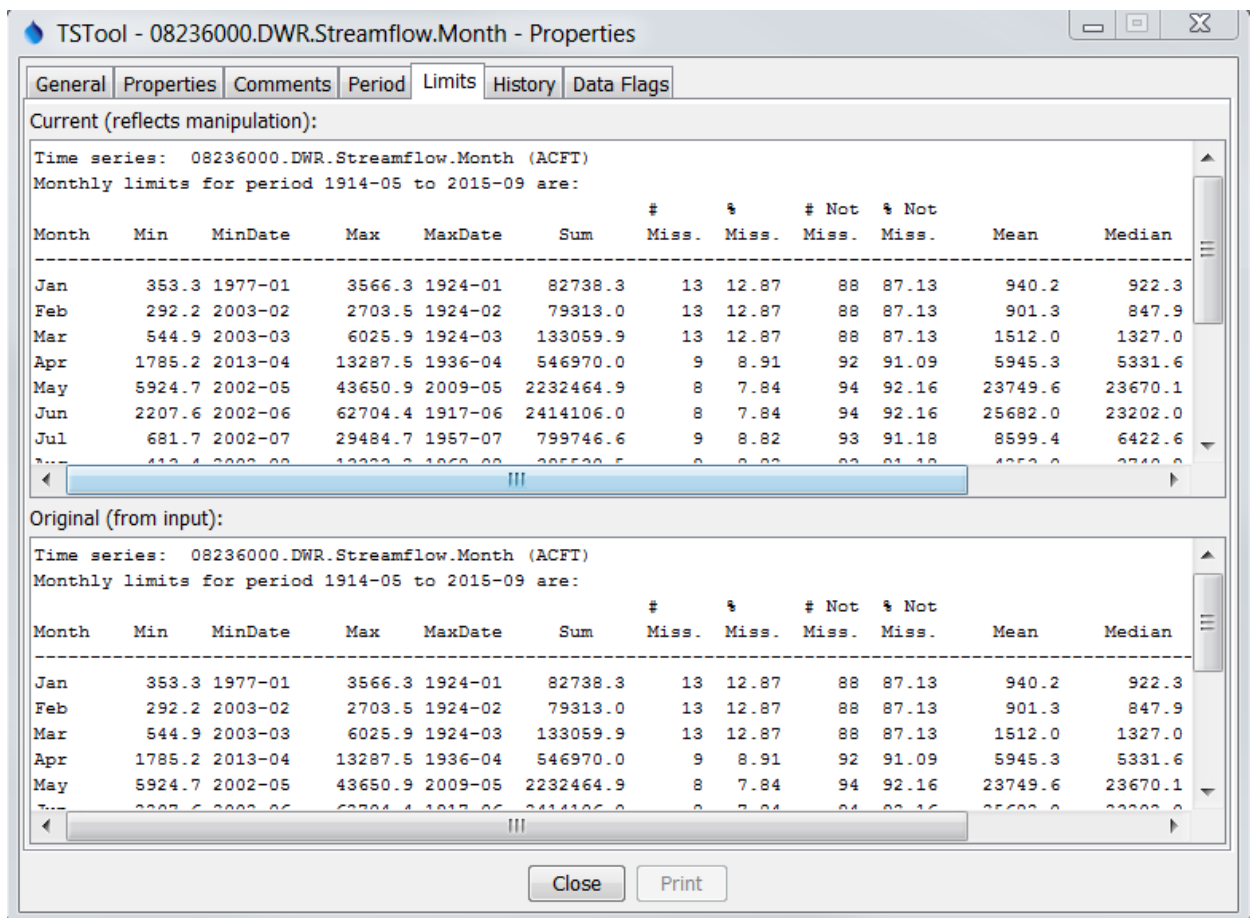 TSTool - 08236000.DWR.Streamflow.Month - Properties
General Properties Comments Period Limits History Data Flags
Current (reflects manipulation):
Time series: 08236000.DWR.Streamflow.Month (ACFT)
Monthly limits for period 1914-05 to 2015-09 are:
# % # Not % Not
Month Min MinDate Max MaxDate Sum Miss. Miss. Miss. Miss. Mean Median
--------------------------------------------------------------------------------
Jan 353.3 1977-01 3566.3 1924-01 82738.3 13 12.87 88 87.13 940.2 922.3
Feb 292.2 2003-02 2703.5 1924-02 79313.0 13 12.87 88 87.13 901.3 847.9
Mar 544.9 2003-03 6025.9 1924-03 133059.9 13 12.87 88 87.13 1512.0 1327.0
Apr 1785.2 2013-04 13287.5 1936-04 546970.0 9 8.91 92 91.09 5945.3 5331.6
May 5924.7 2002-05 43650.9 2009-05 2232464.9 8 7.84 94 92.16 23749.6 23670.1
Jun 2207.6 2002-06 62704.4 1917-06 2414106.0 8 7.84 94 92.16 25682.0 23202.0
Jul 681.7 2002-07 29484.7 1957-07 799746.6 9 8.82 93 91.18 8599.4 6422.6
Original (from input):
Time series: 08236000.DWR.Streamflow.Month (ACFT)
Monthly limits for period 1914-05 to 2015-09 are:
# % # Not % Not
Month Min MinDate Max MaxDate Sum Miss. Miss. Miss. Miss. Mean Median
--------------------------------------------------------------------------------
Jan 353.3 1977-01 3566.3 1924-01 82738.3 13 12.87 88 87.13 940.2 922.3
Feb 292.2 2003-02 2703.5 1924-02 79313.0 13 12.87 88 87.13 901.3 847.9
Mar 544.9 2003-03 6025.9 1924-03 133059.9 13 12.87 88 87.13 1512.0 1327.0
Apr 1785.2 2013-04 13287.5 1936-04 546970.0 9 8.91 92 91.09 5945.3 5331.6
May 5924.7 2002-05 43650.9 2009-05 2232464.9 8 7.84 94 92.16 23749.6 23670.1
Close Print